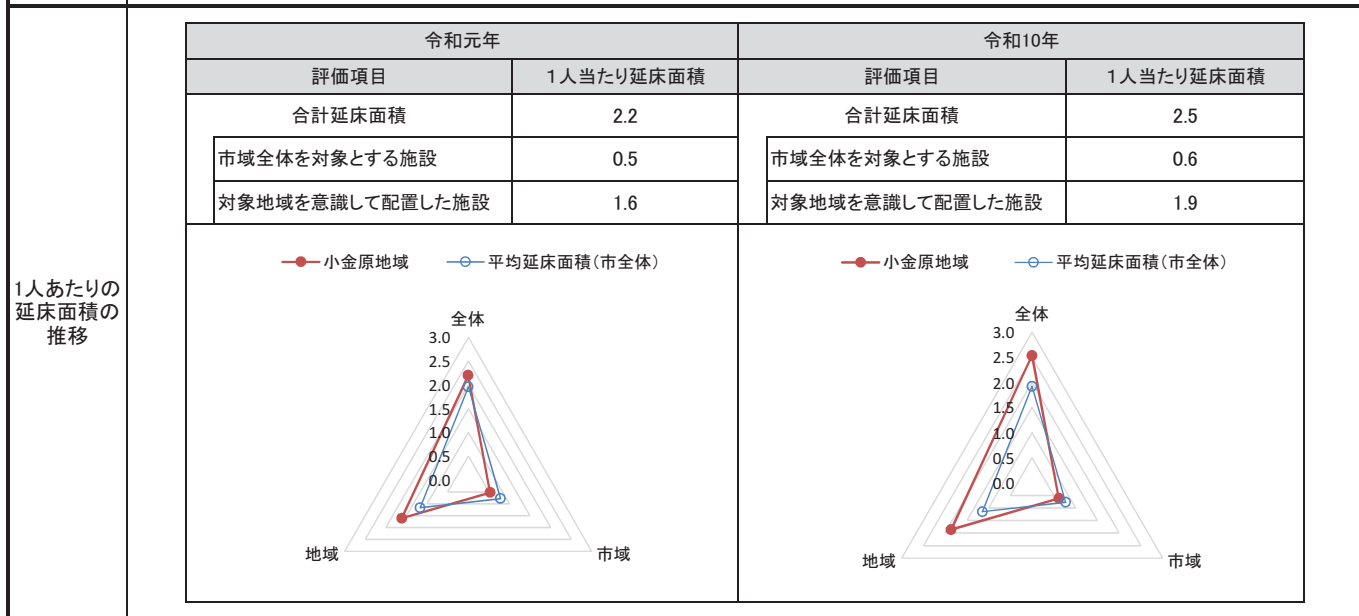 1人あたりの
延床面積の
推移
令和元年
令和10年
評価項目
1人当たり延床面積
評価項目
1人当たり延床面積
合計延床面積
2.2
合計延床面積
2.5
市域全体を対象とする施設
0.5
市域全体を対象とする施設
0.6
対象地域を意識して配置した施設
1.6
対象地域を意識して配置した施設
1.9
小金原地域
平均延床面積(市全体)
全体
3.0
2.5
2.0
1.5
1.0
0.5
0.0
地域
市域
小金原地域
平均延床面積(市全体)
全体
3.0
2.5
2.0
1.5
1.0
0.5
0.0
地域
市域